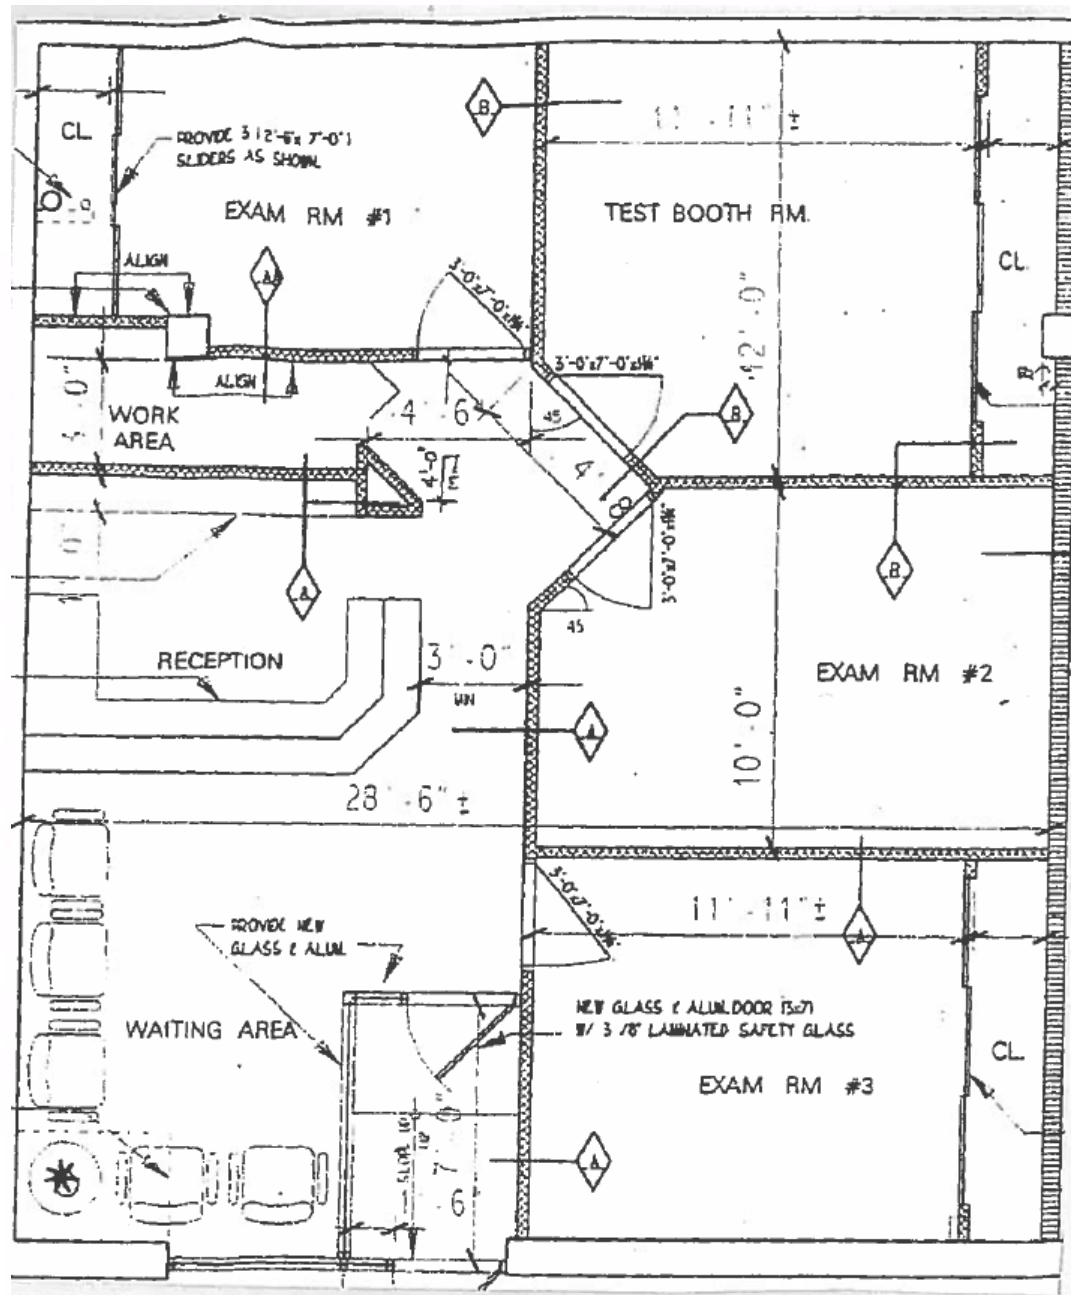 CL.
PROVIDE 3 (2'-6"x 7'-0")
SLIDERS AS SHOWN.
EXAM RM #1
ALIGN
A
3'-0"x7'-0"x1¾"
B
11'-11"±
TEST BOOTH RM.
12'-0"
CL.
B
ALIGN
WORK
AREA
4'-6"
45
3'-0"x7'-0"x1¾"
B
4'-0"
4'
8
3'-0"x7'-0"x1¾"
45
B
A
RECEPTION
3'-0"
MIN
A
EXAM RM #2
10'-0"
28'-6"±
3'-0"x7'-0"x1¾"
11'-11"±
A
PROVIDE NEW
GLASS & ALUM.
WAITING AREA
NEW GLASS & ALUM.DOOR (3x7)
W/ 3/8" LAMINATED SAFETY GLASS
EXAM RM #3
CL.
A